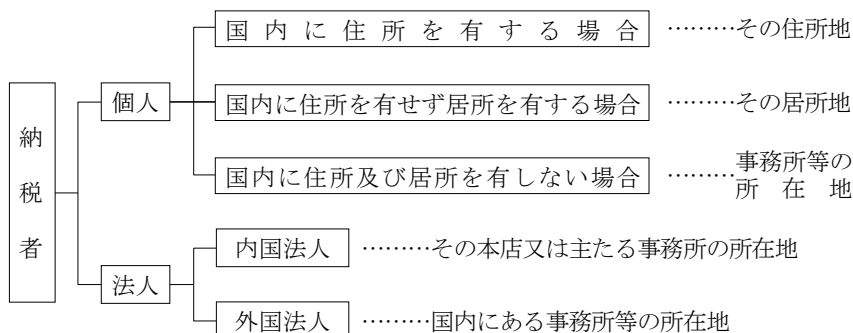 納税者
個人
国内に住所を有する場合 ………その住所地
国内に住所を有せず居所を有する場合 ………その居所地
国内に住所及び居所を有しない場合 ………事務所等の
所在地
法人
内国法人 ………その本店又は主たる事務所の所在地
外国法人 ………国内にある事務所等の所在地